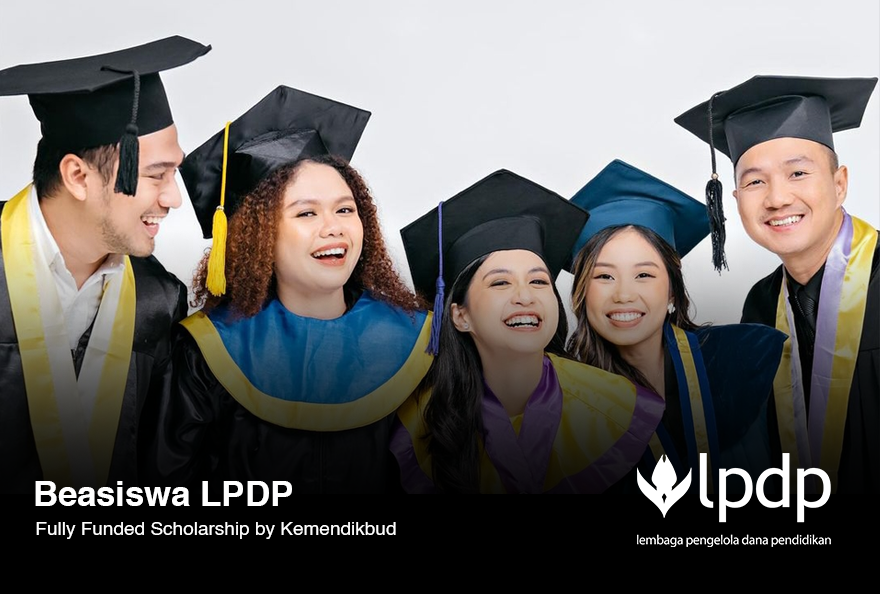 Beasiswa LPDP
Fully Funded Scholarship by Kemendikbud
lpdp
lembaga pengelola dana pendidikan